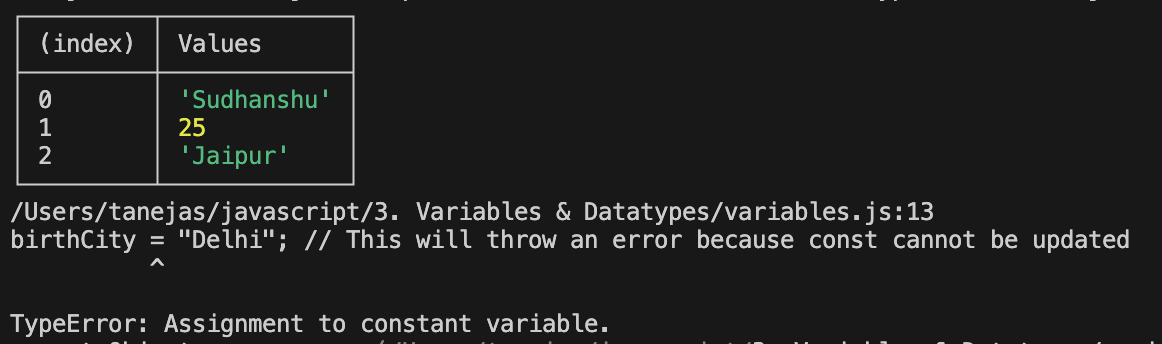 (index) Values
0 'Sudhanshu'
1 25
2 'Jaipur'
/Users/tanejas/javascript/3. Variables & Datatypes/variables.js:13
birthCity = "Delhi"; // This will throw an error because const cannot be updated
^
TypeError: Assignment to constant variable.